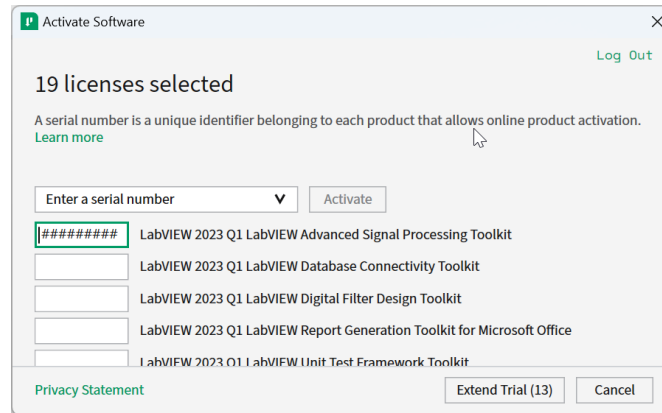 Activate Software
Log Out
19 licenses selected
A serial number is a unique identifier belonging to each product that allows online product activation.
Learn more
Enter a serial number
Activate
######### LabVIEW 2023 Q1 LabVIEW Advanced Signal Processing Toolkit
LabVIEW 2023 Q1 LabVIEW Database Connectivity Toolkit
LabVIEW 2023 Q1 LabVIEW Digital Filter Design Toolkit
LabVIEW 2023 Q1 LabVIEW Report Generation Toolkit for Microsoft Office
LabVIEW 2023 Q1 LabVIEW Unit Test Framework Toolkit
Privacy Statement
Extend Trial (13)
Cancel